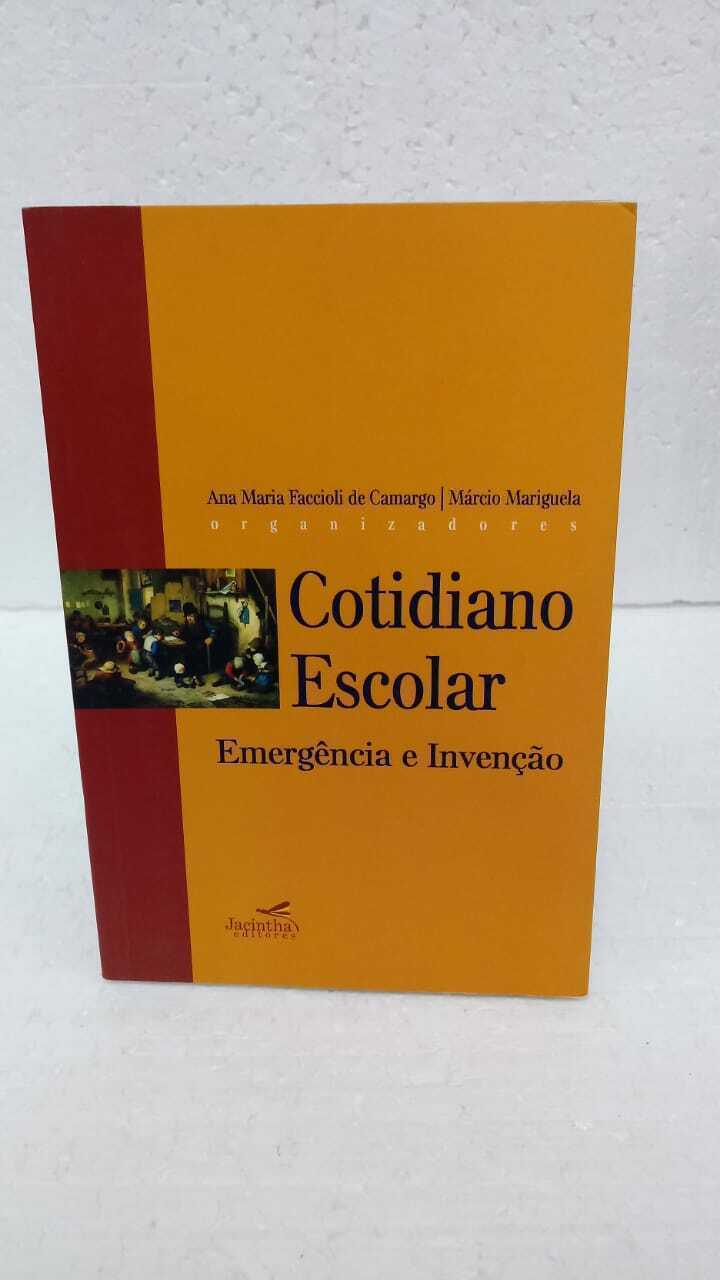 Ana Maria Faccioli de Camargo | Márcio Mariguela
organizadores
Cotidiano
Escolar
Emergência e Invenção
Jacintha
editores